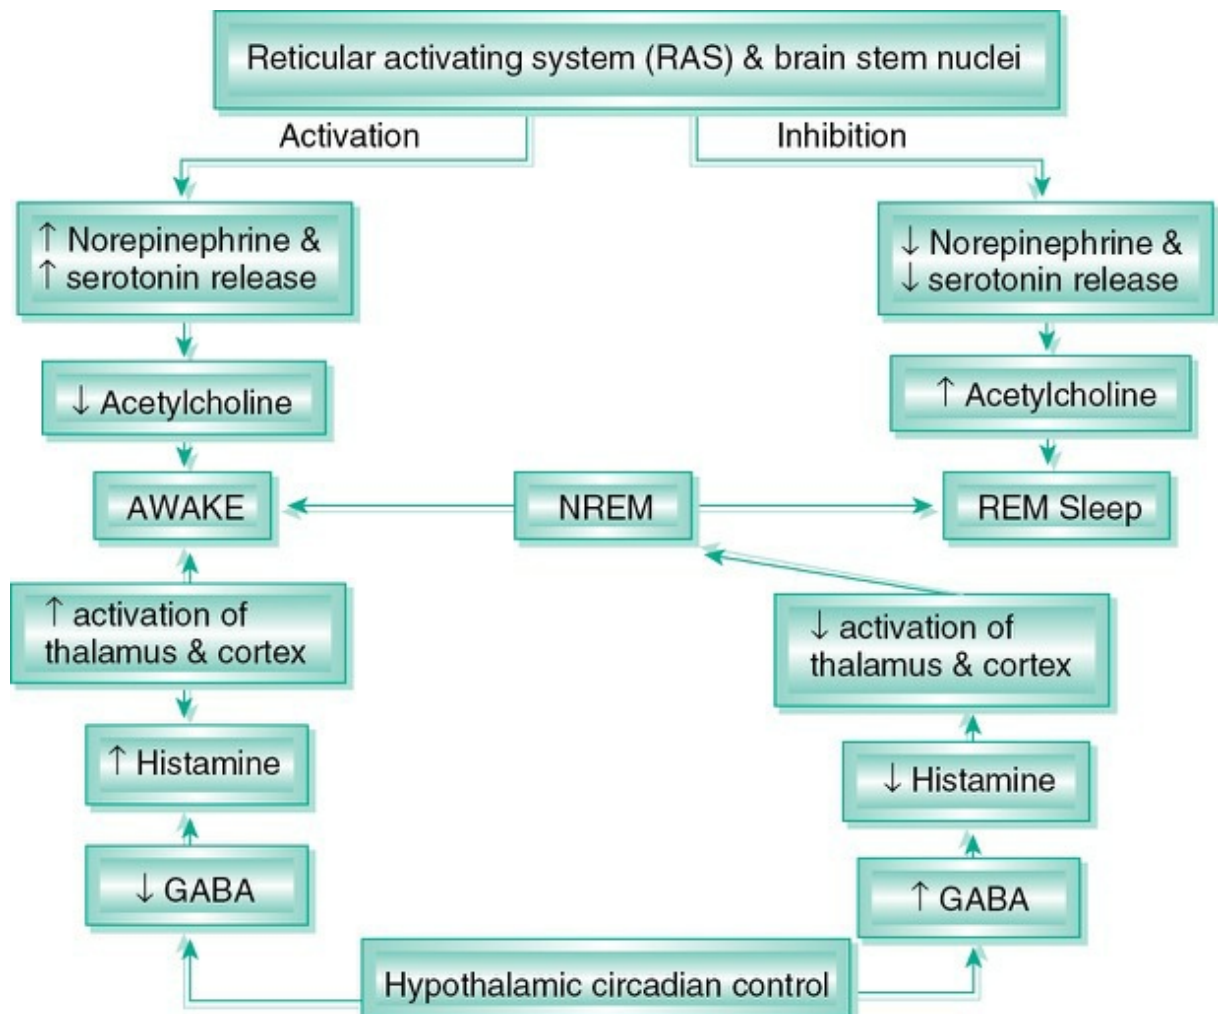 Reticular activating system (RAS) & brain stem nuclei
Activation
Inhibition
↑ Norepinephrine &
↑ serotonin release
↓ Norepinephrine &
↓ serotonin release
↓ Acetylcholine
↑ Acetylcholine
AWAKE
NREM
REM Sleep
↑ activation of
thalamus & cortex
↓ activation of
thalamus & cortex
↑ Histamine
↓ Histamine
↓ GABA
↑ GABA
Hypothalamic circadian control